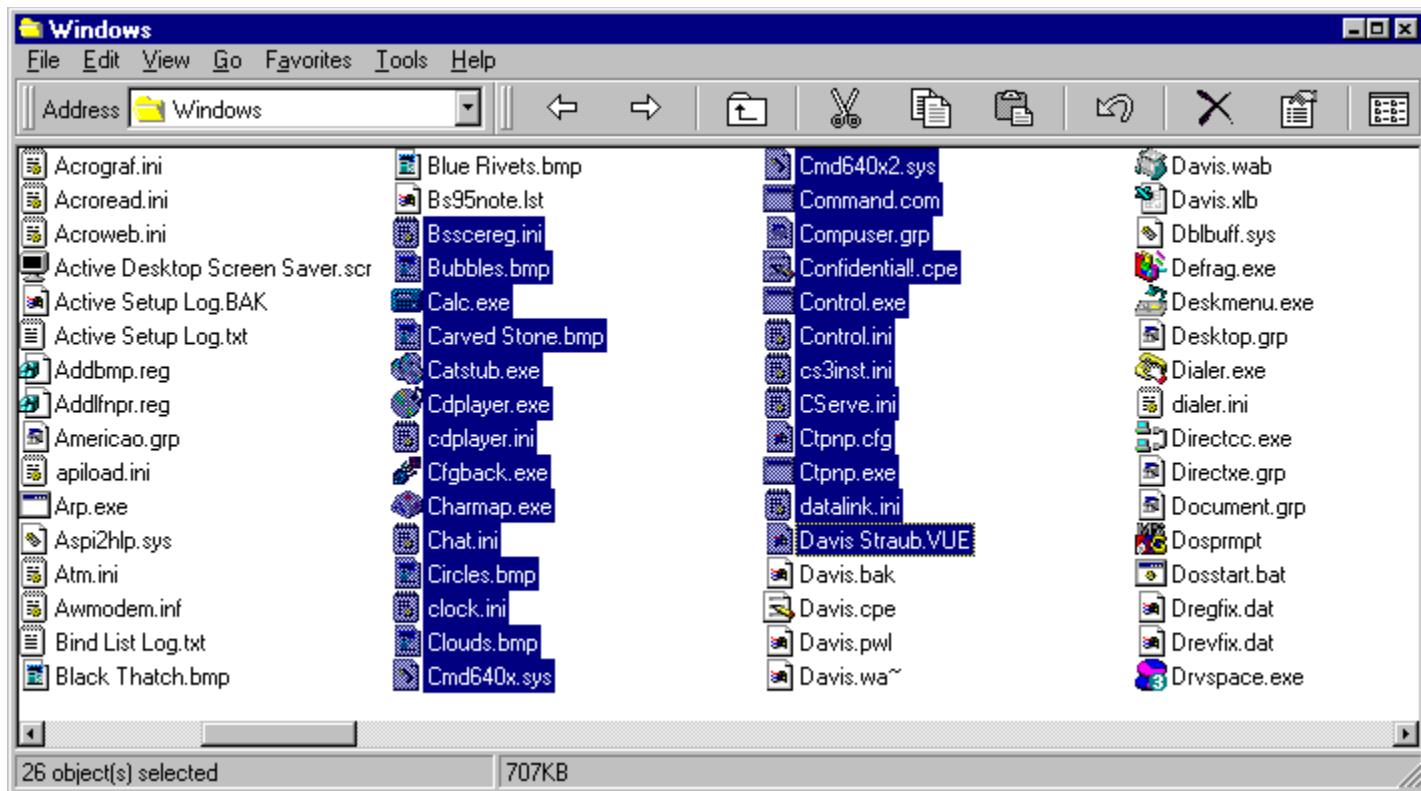 Windows
File Edit View Go Favorites Tools Help
Address Windows
Acrograf.ini
Acroread.ini
Acroweb.ini
Active Desktop Screen Saver.scr
Active Setup Log.BAK
Active Setup Log.txt
Addbmp.reg
Addlfnpr.reg
Americao.grp
apiload.ini
Arp.exe
Aspi2hlp.sys
Atm.ini
Awmodem.inf
Bind List Log.txt
Black Thatch.bmp
Blue Rivets.bmp
Bs95note.lst
Bsscereg.ini
Bubbles.bmp
Calc.exe
Carved Stone.bmp
Catstub.exe
Cdplayer.exe
cdplayer.ini
Cfgback.exe
Charmap.exe
Chat.ini
Circles.bmp
clock.ini
Clouds.bmp
Cmd640x.sys
Cmd640x2.sys
Command.com
Compuser.grp
Confidential!.cpe
Control.exe
Control.ini
cs3inst.ini
CServe.ini
Ctpnp.cfg
Ctpnp.exe
datalink.ini
Davis Straub.VUE
Davis.bak
Davis.cpe
Davis.pwl
Davis.wa~
Davis.wab
Davis.xlb
Dblbuff.sys
Defrag.exe
Deskmenu.exe
Desktop.grp
Dialer.exe
dialer.ini
Directcc.exe
Directxe.grp
Document.grp
Dosprmpt
Dosstart.bat
Dregfix.dat
Drevfix.dat
Drvspace.exe
26 object(s) selected
707KB